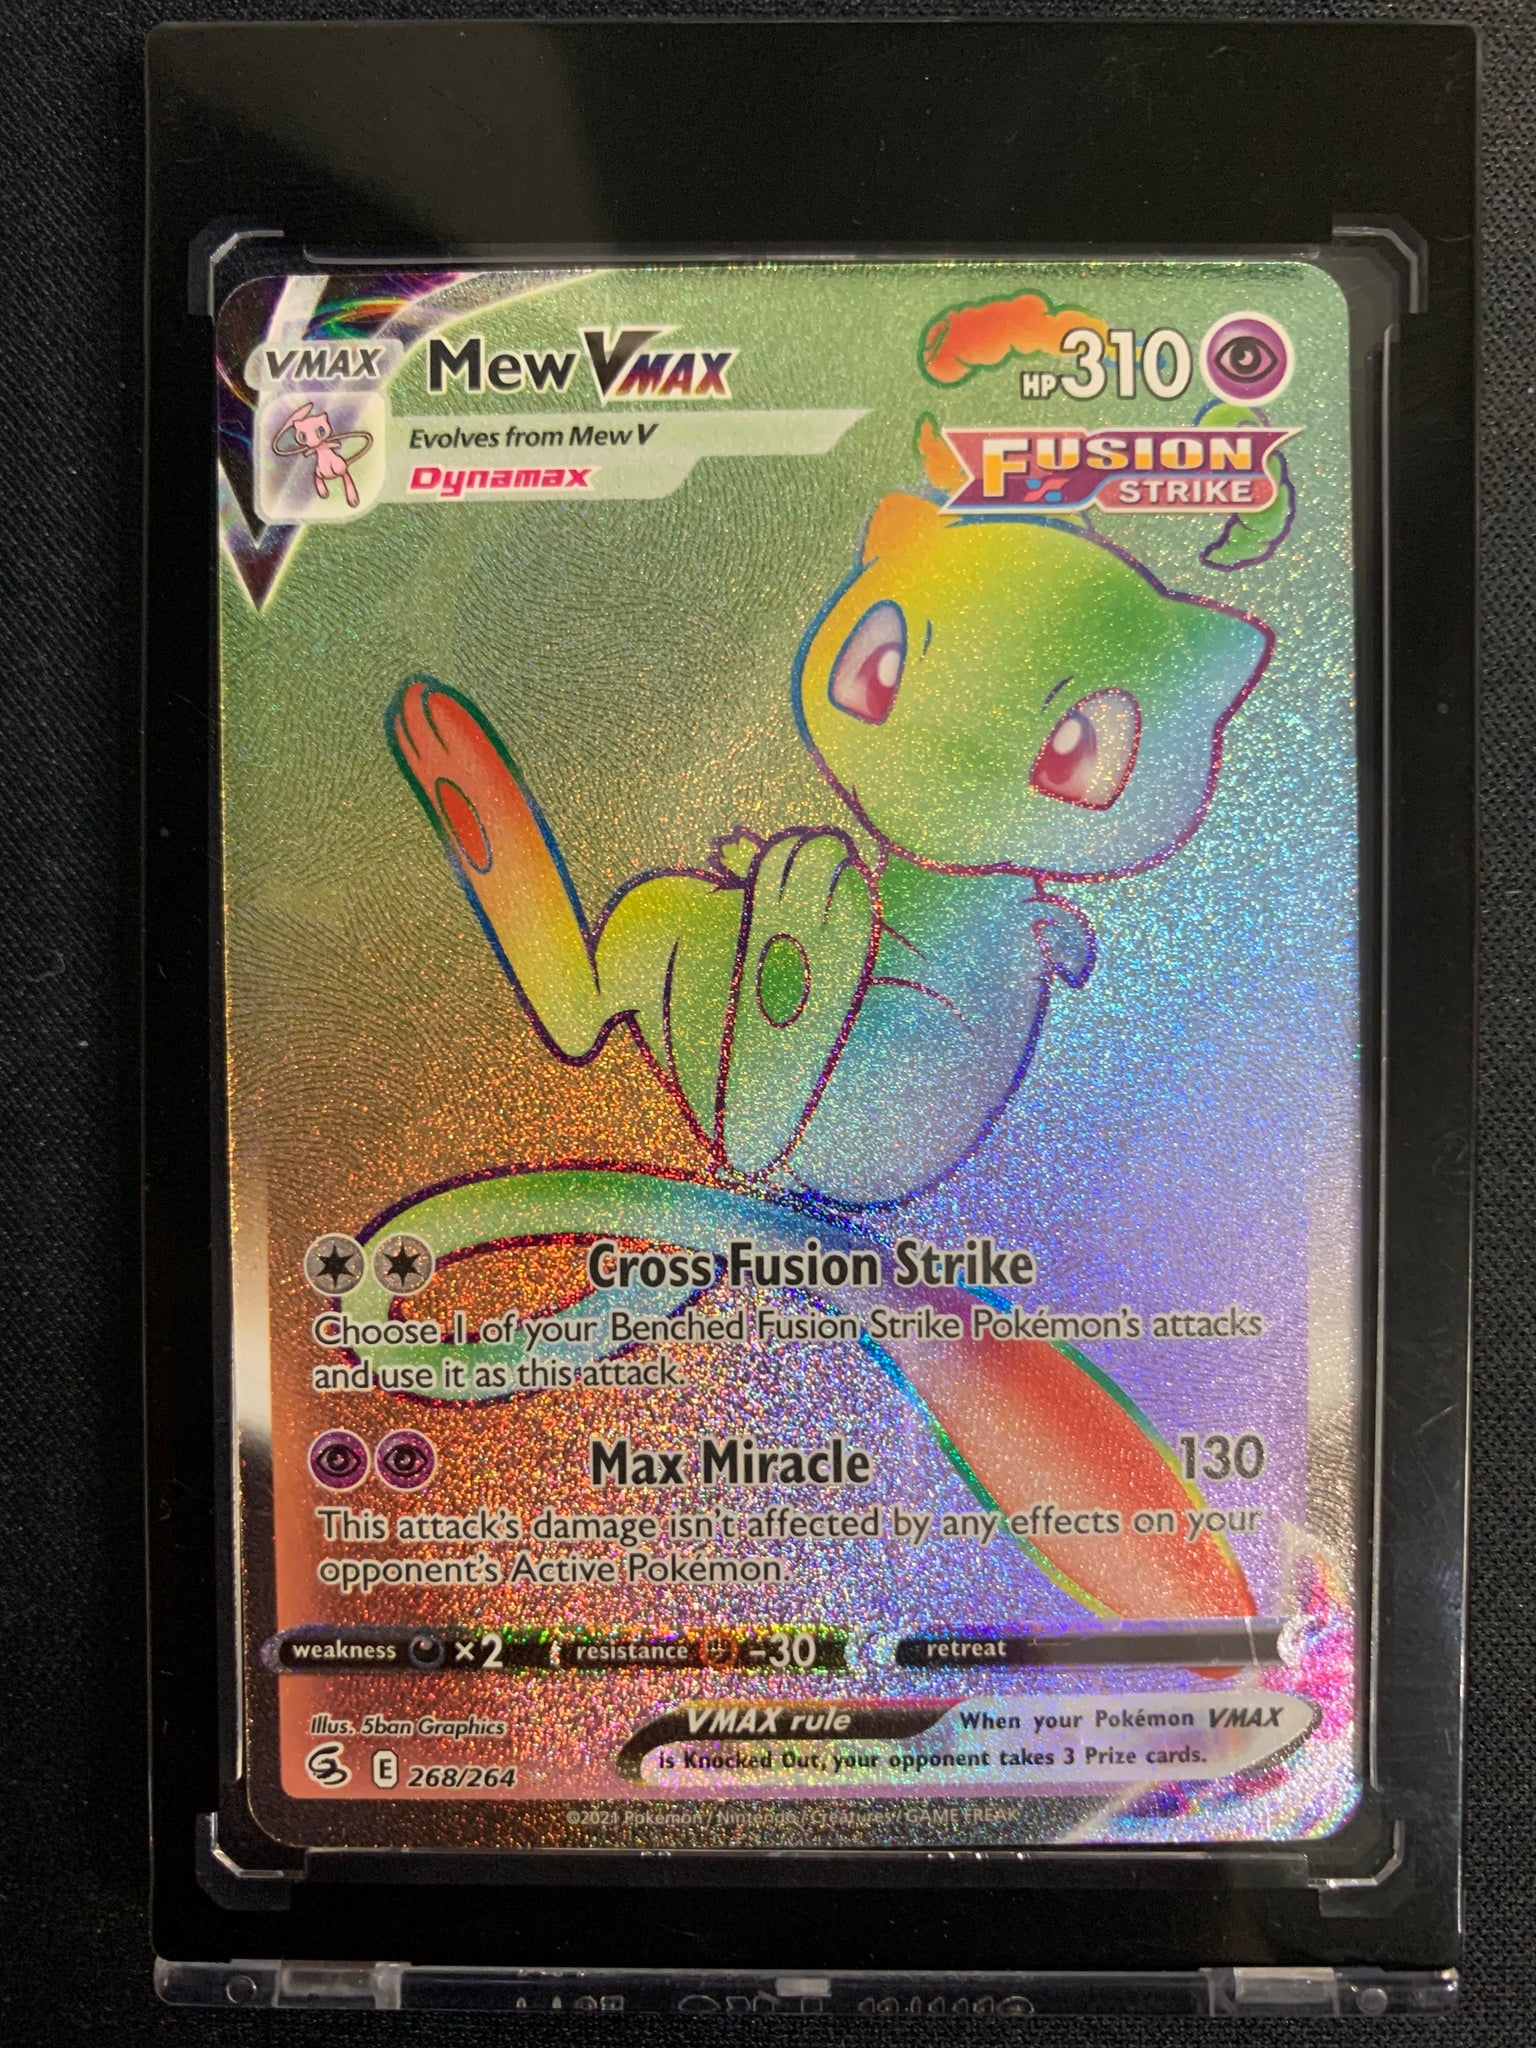 VMAX
Mew VMAX
HP 310
Evolves from Mew V
Dynamax
FUSION
STRIKE
Cross Fusion Strike
Choose 1 of your Benched Fusion Strike Pokémon's attacks
and use it as this attack.
Max Miracle 130
This attack's damage isn't affected by any effects on your
opponent's Active Pokémon.
weakness ×2 resistance -30 retreat
VMAX rule When your Pokémon VMAX
is Knocked Out, your opponent takes 3 Prize cards.
Illus. 5ban Graphics
E 268/264
©2021 Pokémon / Nintendo / Creatures / GAME FREAK